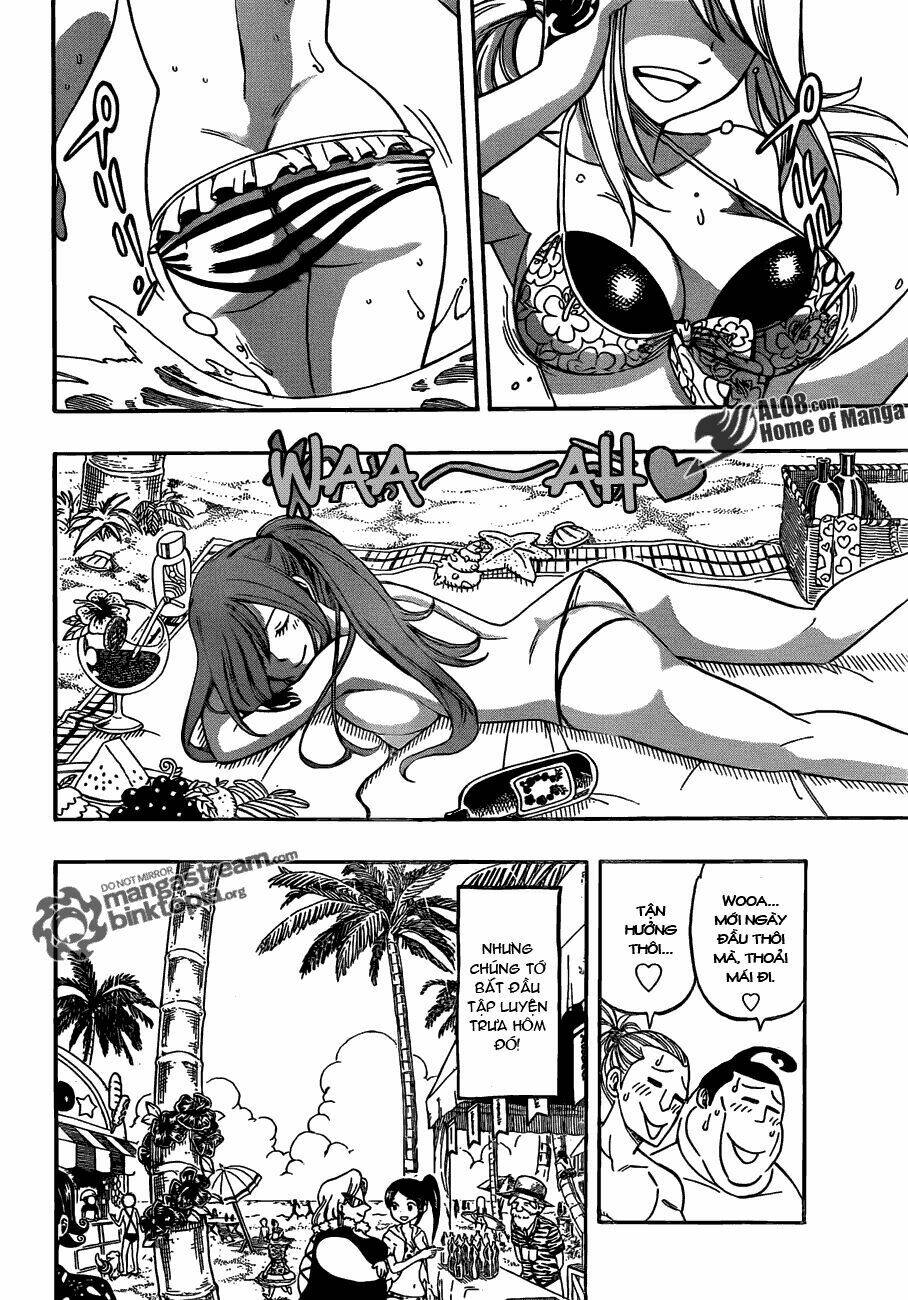 AL08.com
Home of Manga
WAA～AH♥
WOOA...
MỚI NGÀY
ĐẦU THÔI
MÀ, THOẢI
MÁI ĐI.
♡
TẬN
HƯỞNG
THÔI...
♡
NHƯNG
CHÚNG TỚ
BẮT ĐẦU
TẬP LUYỆN
TRƯA HÔM
ĐÓ!
DO NOT MIRROR
mangastream.com
binktopia.org